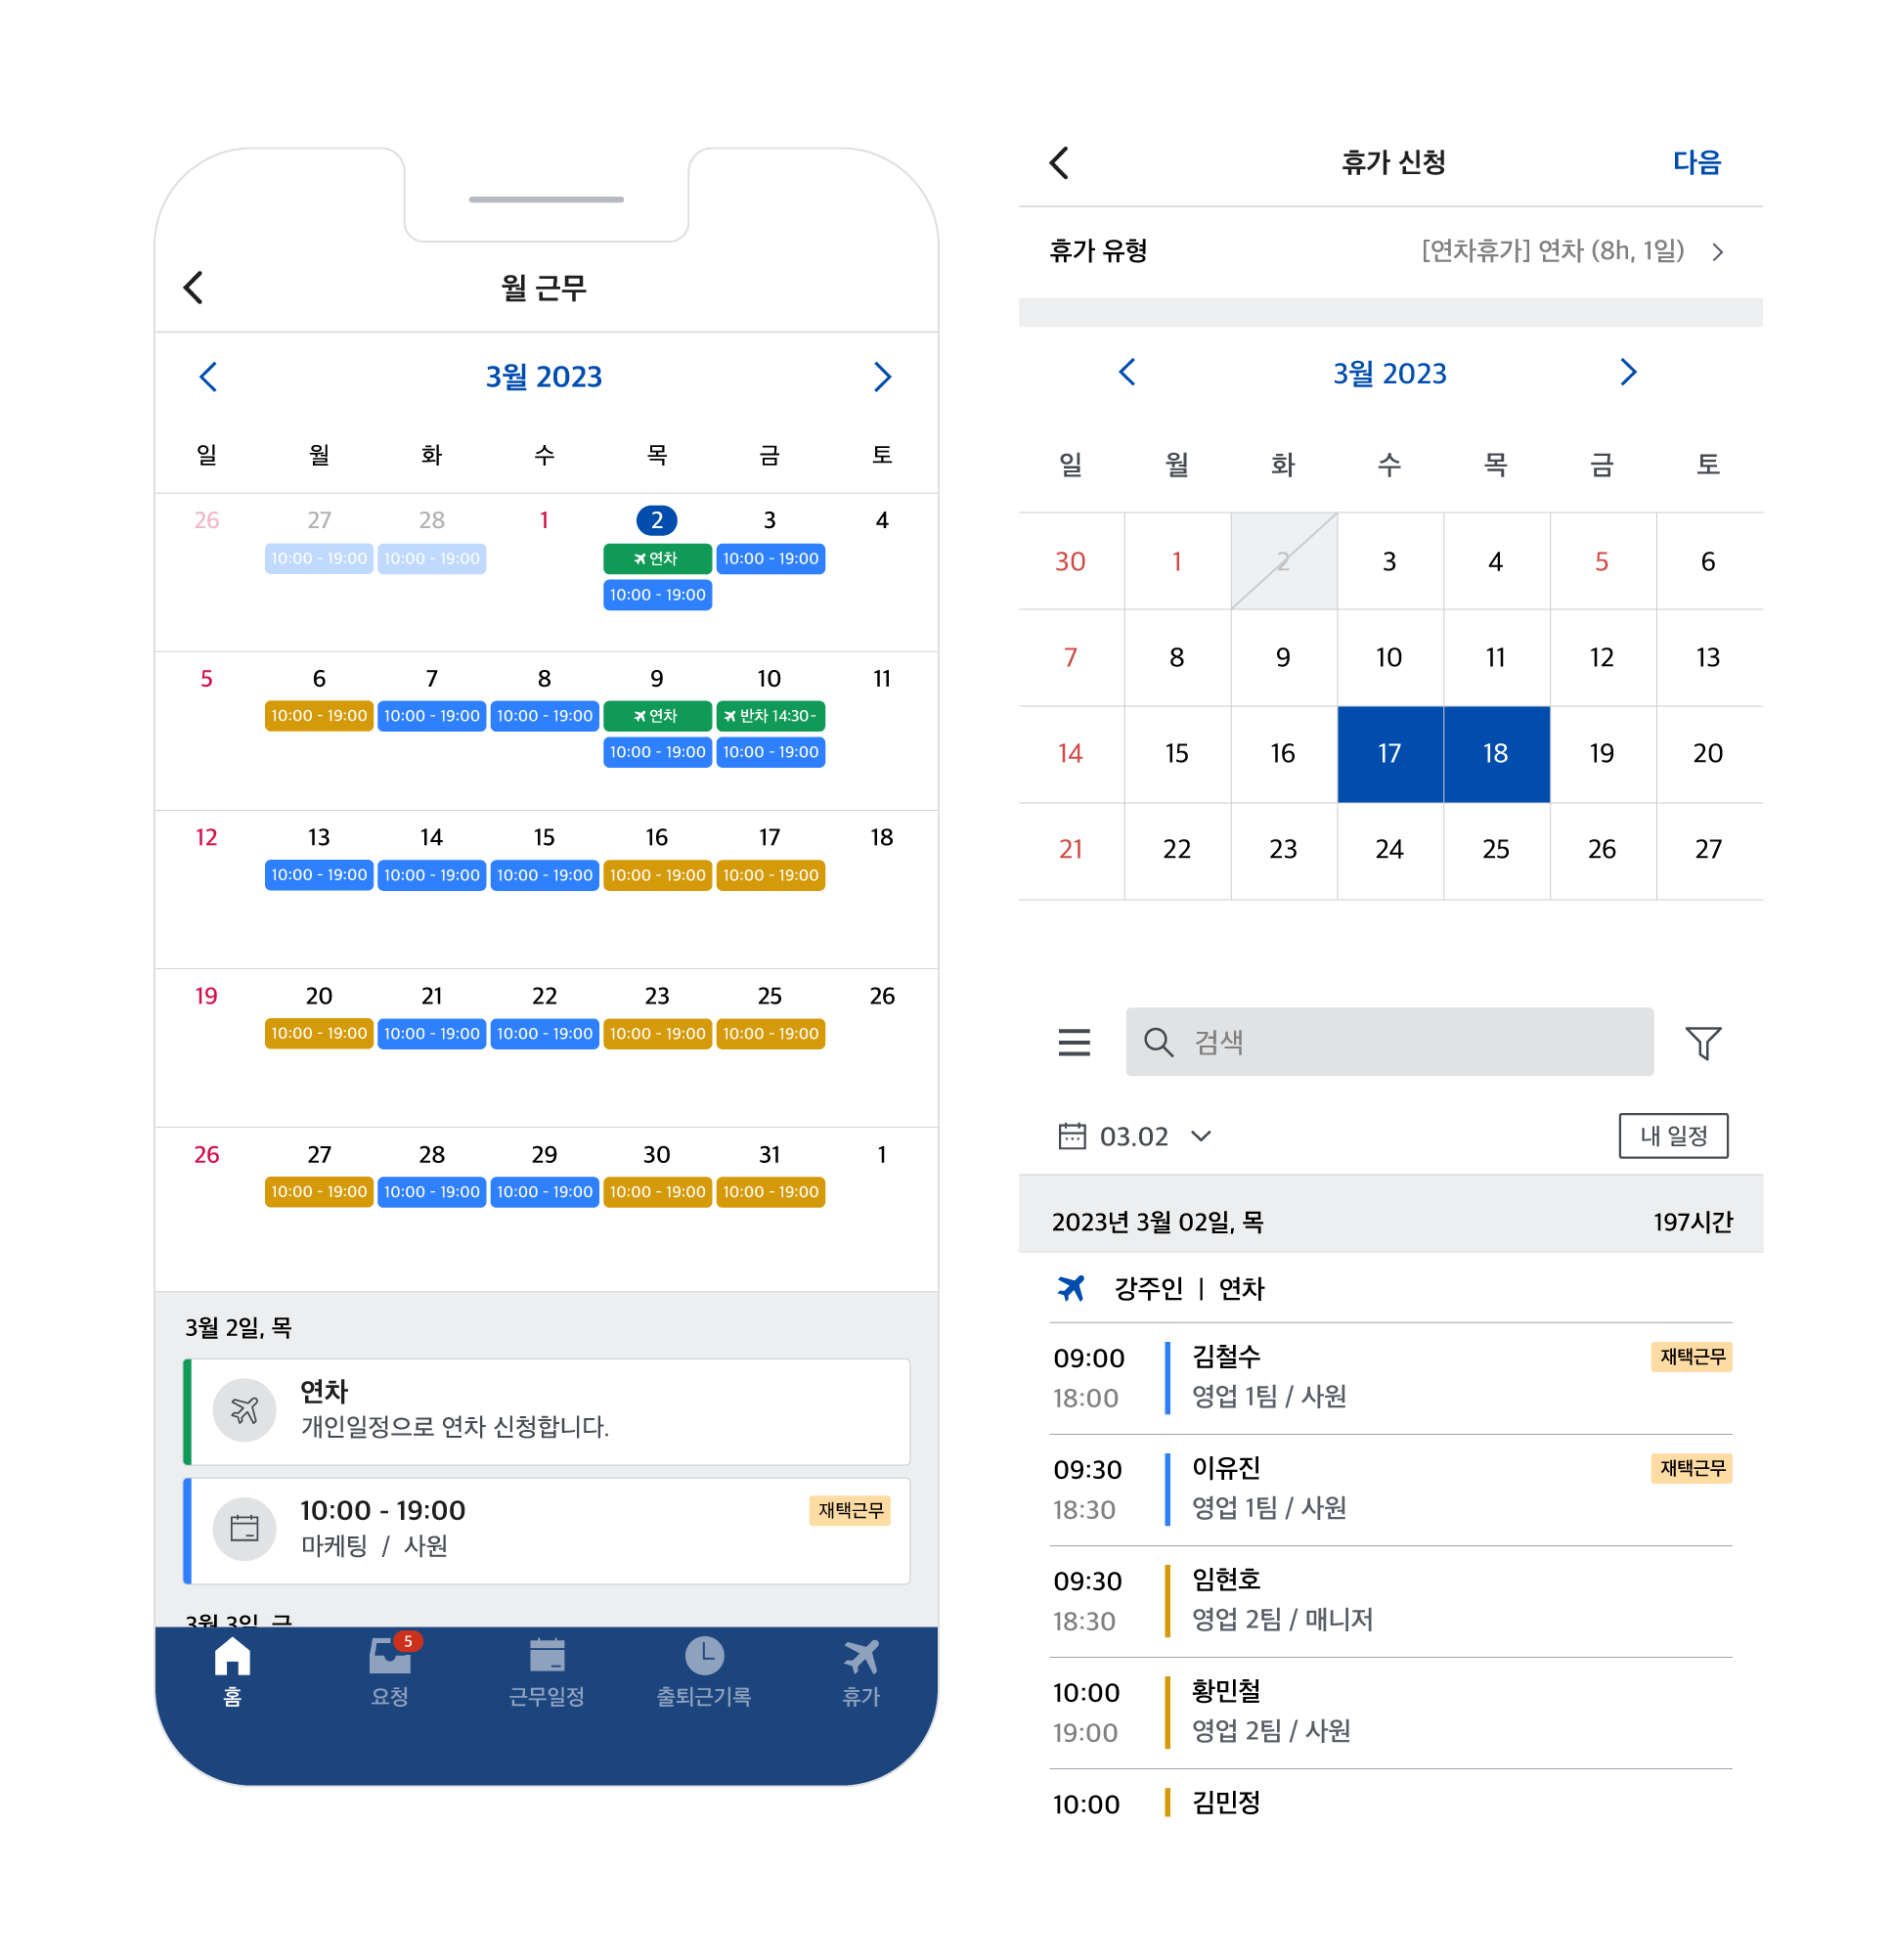 월 근무
3월 2023
일 월 화 수 목 금 토
26 27 28 1 2 3 4
10:00 - 19:00 10:00 - 19:00 연차 10:00 - 19:00
10:00 - 19:00
5 6 7 8 9 10 11
10:00 - 19:00 10:00 - 19:00 10:00 - 19:00 연차 반차 14:30-
10:00 - 19:00 10:00 - 19:00
12 13 14 15 16 17 18
10:00 - 19:00 10:00 - 19:00 10:00 - 19:00 10:00 - 19:00 10:00 - 19:00
19 20 21 22 23 25 26
10:00 - 19:00 10:00 - 19:00 10:00 - 19:00 10:00 - 19:00 10:00 - 19:00
26 27 28 29 30 31 1
10:00 - 19:00 10:00 - 19:00 10:00 - 19:00 10:00 - 19:00 10:00 - 19:00
3월 2일, 목
연차
개인일정으로 연차 신청합니다.
10:00 - 19:00 재택근무
마케팅 / 사원
3월 3일, 금
5
홈 요청 근무일정 출퇴근기록 휴가
휴가 신청 다음
휴가 유형 [연차휴가] 연차 (8h, 1일)
3월 2023
일 월 화 수 목 금 토
30 1 2 3 4 5 6
7 8 9 10 11 12 13
14 15 16 17 18 19 20
21 22 23 24 25 26 27
검색
03.02 내 일정
2023년 3월 02일, 목 197시간
강주인 | 연차
09:00 김철수 재택근무
18:00 영업 1팀 / 사원
09:30 이유진 재택근무
18:30 영업 1팀 / 사원
09:30 임현호
18:30 영업 2팀 / 매니저
10:00 황민철
19:00 영업 2팀 / 사원
10:00 김민정